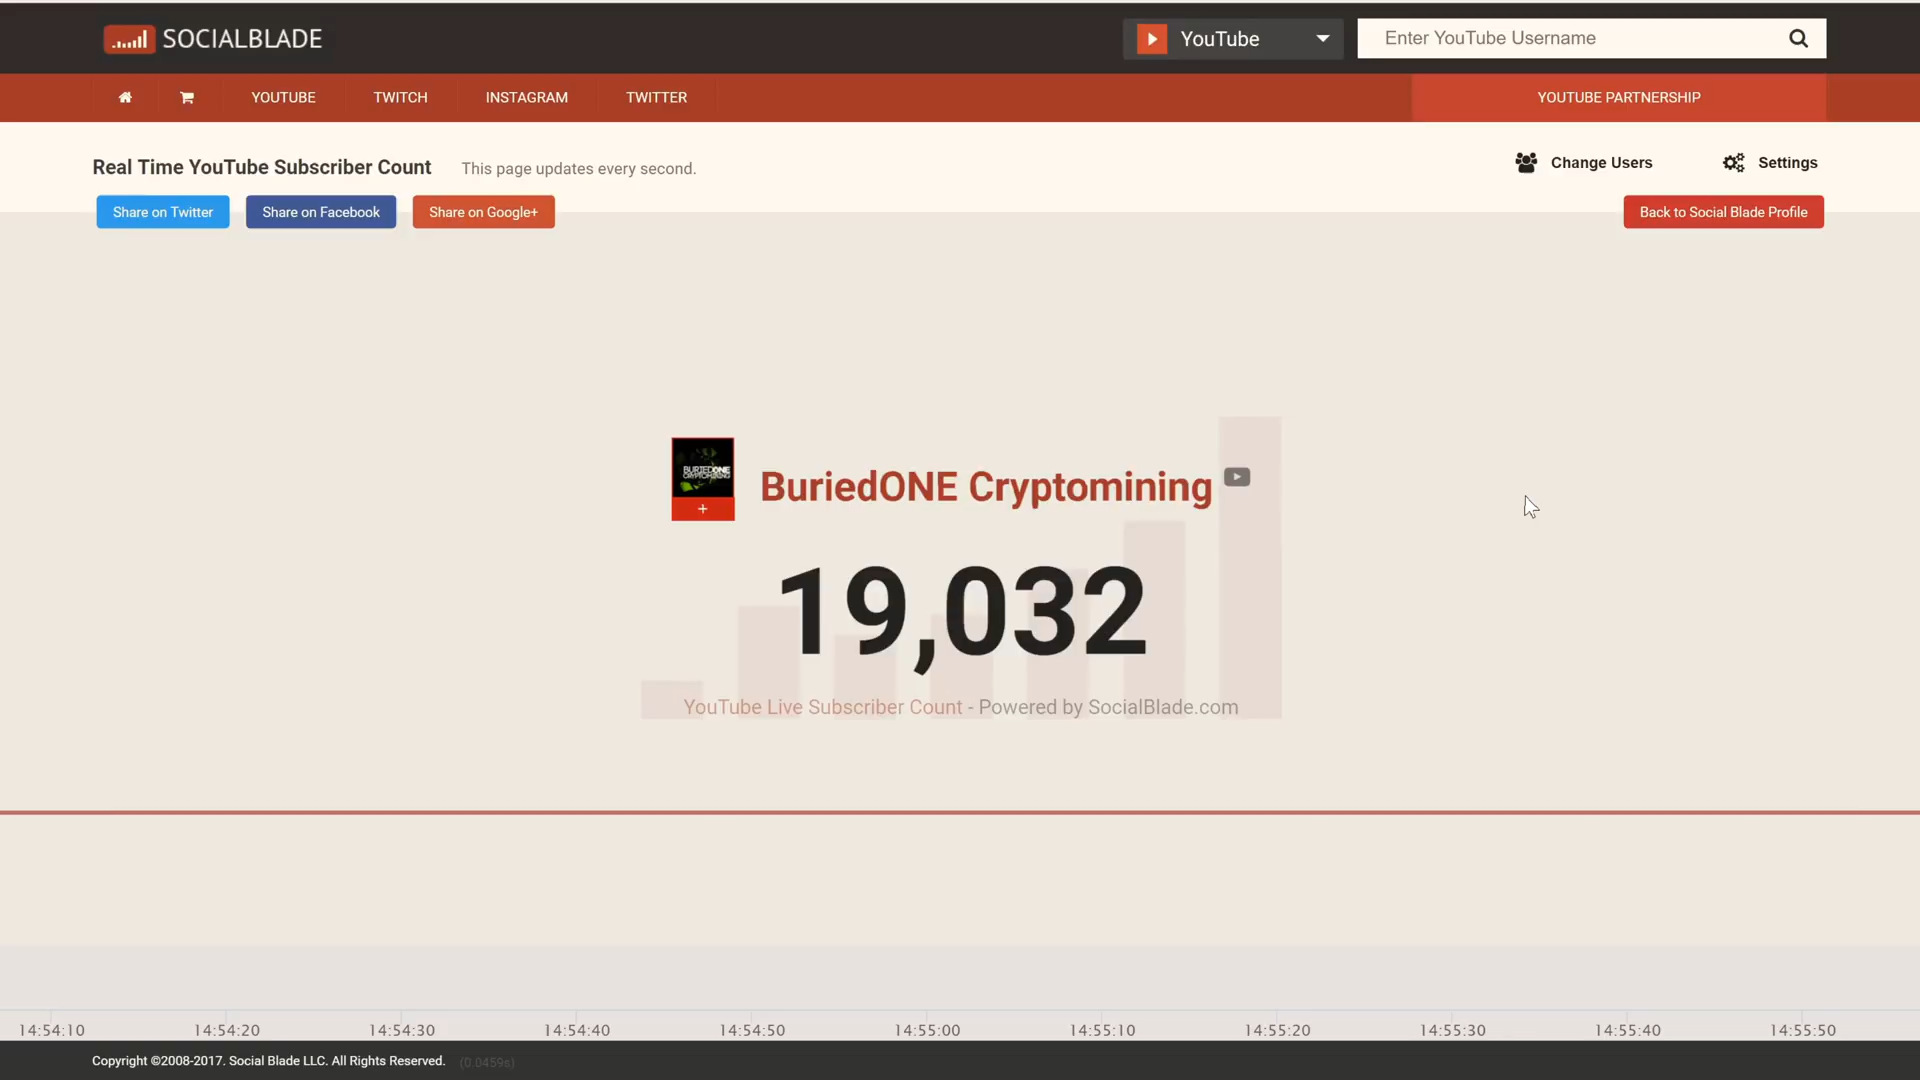 SOCIALBLADE
YouTube
Enter YouTube Username
YOUTUBE
TWITCH
INSTAGRAM
TWITTER
YOUTUBE PARTNERSHIP
Real Time YouTube Subscriber Count
This page updates every second.
Change Users
Settings
Share on Twitter
Share on Facebook
Share on Google+
Back to Social Blade Profile
BURIEDONE
CRYPTOMINING
+
BuriedONE Cryptomining
19,032
YouTube Live Subscriber Count - Powered by SocialBlade.com
14:54:10
14:54:20
14:54:30
14:54:40
14:54:50
14:55:00
14:55:10
14:55:20
14:55:30
14:55:40
14:55:50
Copyright ©2008-2017. Social Blade LLC. All Rights Reserved.
(0.0459s)